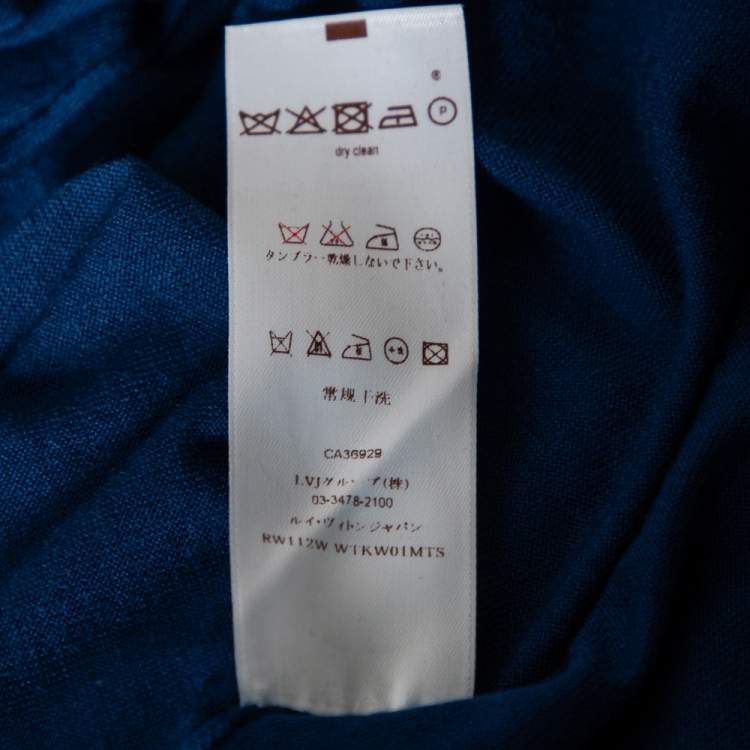 ®
P
dry clean
タンブラー乾燥しないで下さい。
常规干洗
CA36929
LVJグループ(株)
03-3478-2100
ルイ・ヴィトンジャパン
RW112W WTKW01MTS